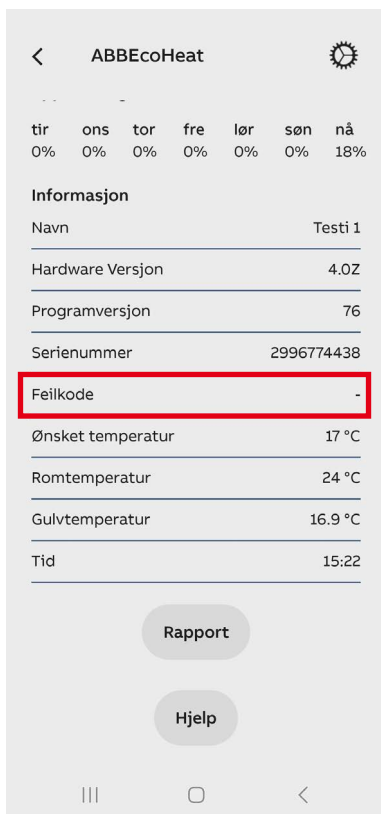 ABBEcoHeat
tir ons tor fre lør søn nå
0% 0% 0% 0% 0% 0% 18%
Informasjon
Navn Testi 1
Hardware Versjon 4.0Z
Programversjon 76
Serienummer 2996774438
Feilkode -
Ønsket temperatur 17 °C
Romtemperatur 24 °C
Gulvtemperatur 16.9 °C
Tid 15:22
Rapport
Hjelp